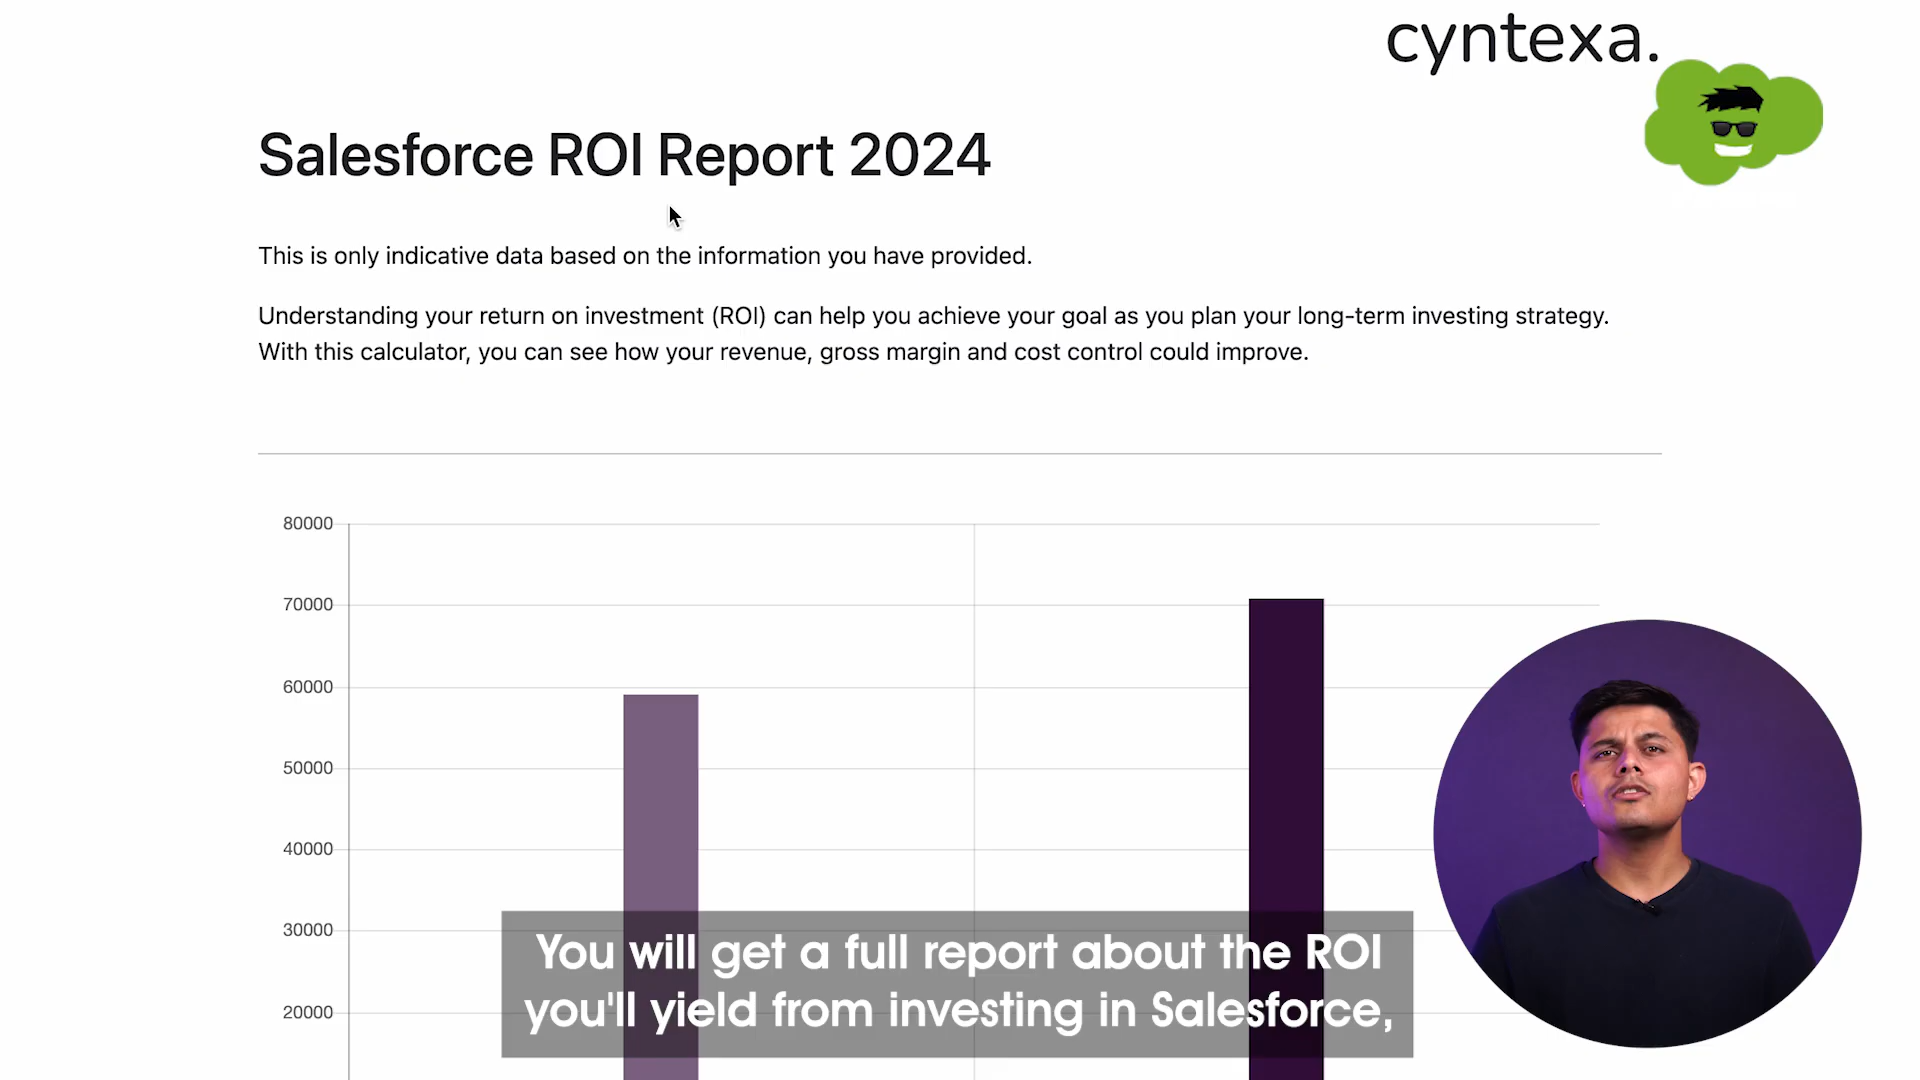 cyntexa.
Salesforce ROI Report 2024
This is only indicative data based on the information you have provided.
Understanding your return on investment (ROI) can help you achieve your goal as you plan your long-term investing strategy.
With this calculator, you can see how your revenue, gross margin and cost control could improve.
80000
70000
60000
50000
40000
30000
20000
You will get a full report about the ROI
you'll yield from investing in Salesforce,